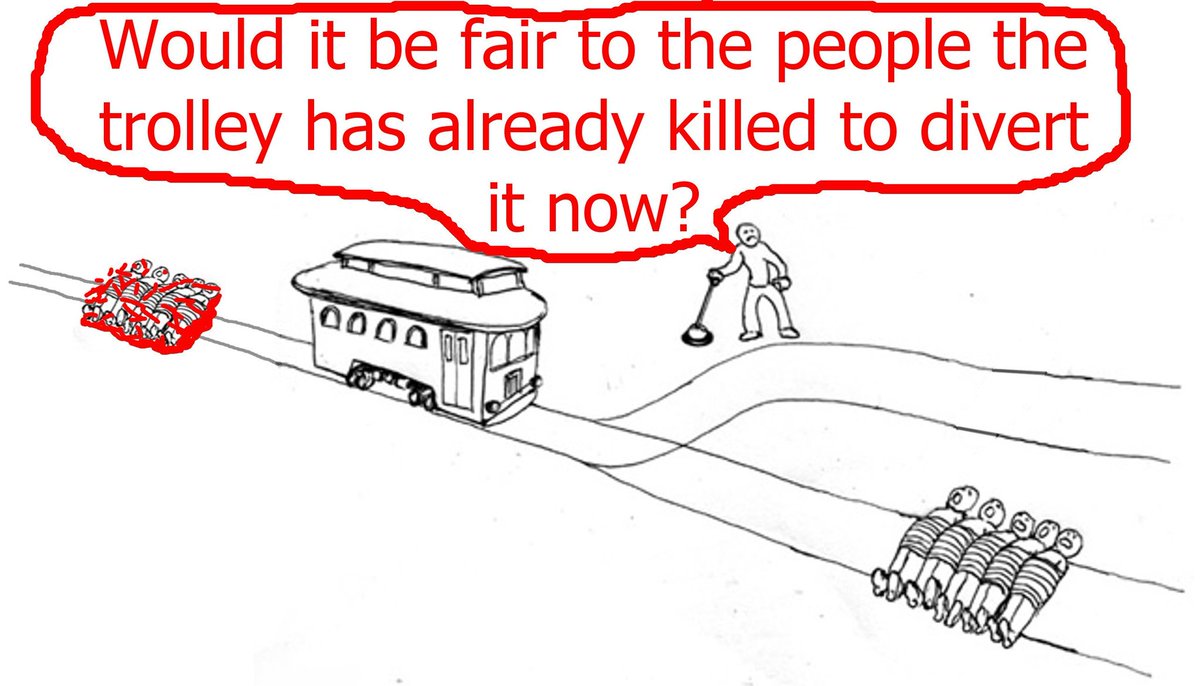 Would it be fair to the people the
trolley has already killed to divert
it now?